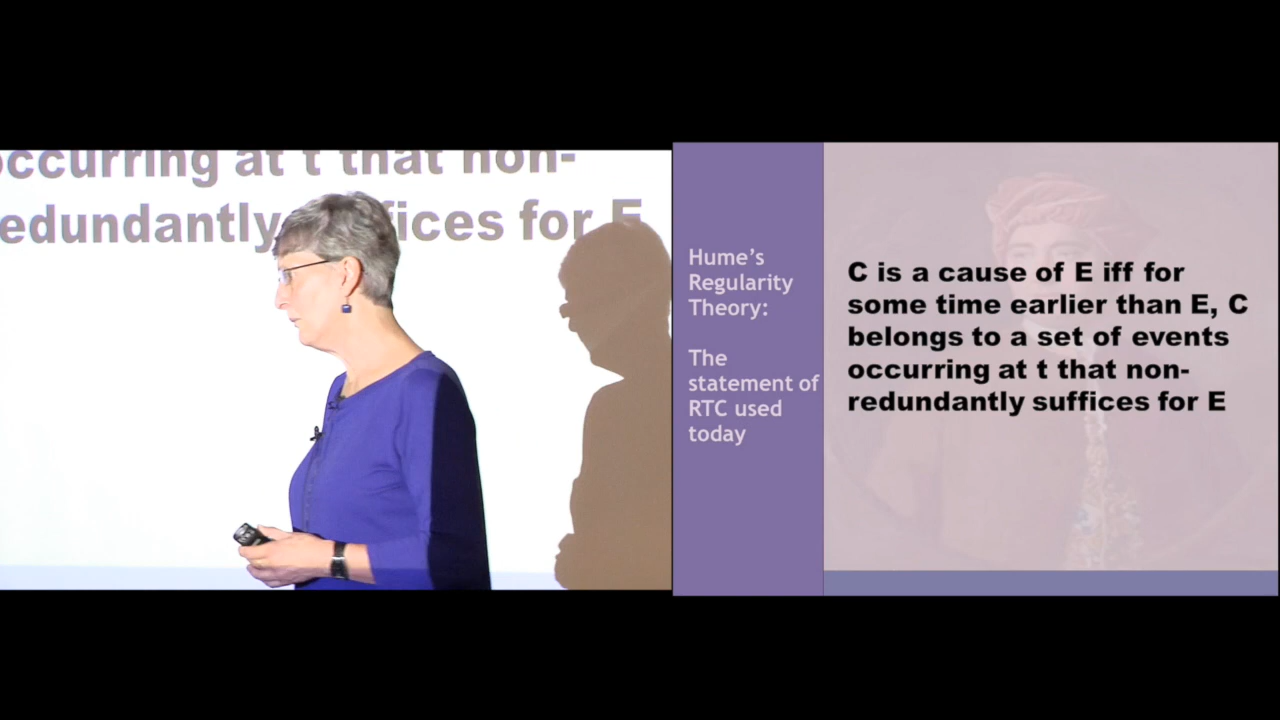 occurring at t that non-
redundantly suffices for E
Hume's
Regularity
Theory:
The
statement of
RTC used
today
C is a cause of E iff for
some time earlier than E, C
belongs to a set of events
occurring at t that non-
redundantly suffices for E